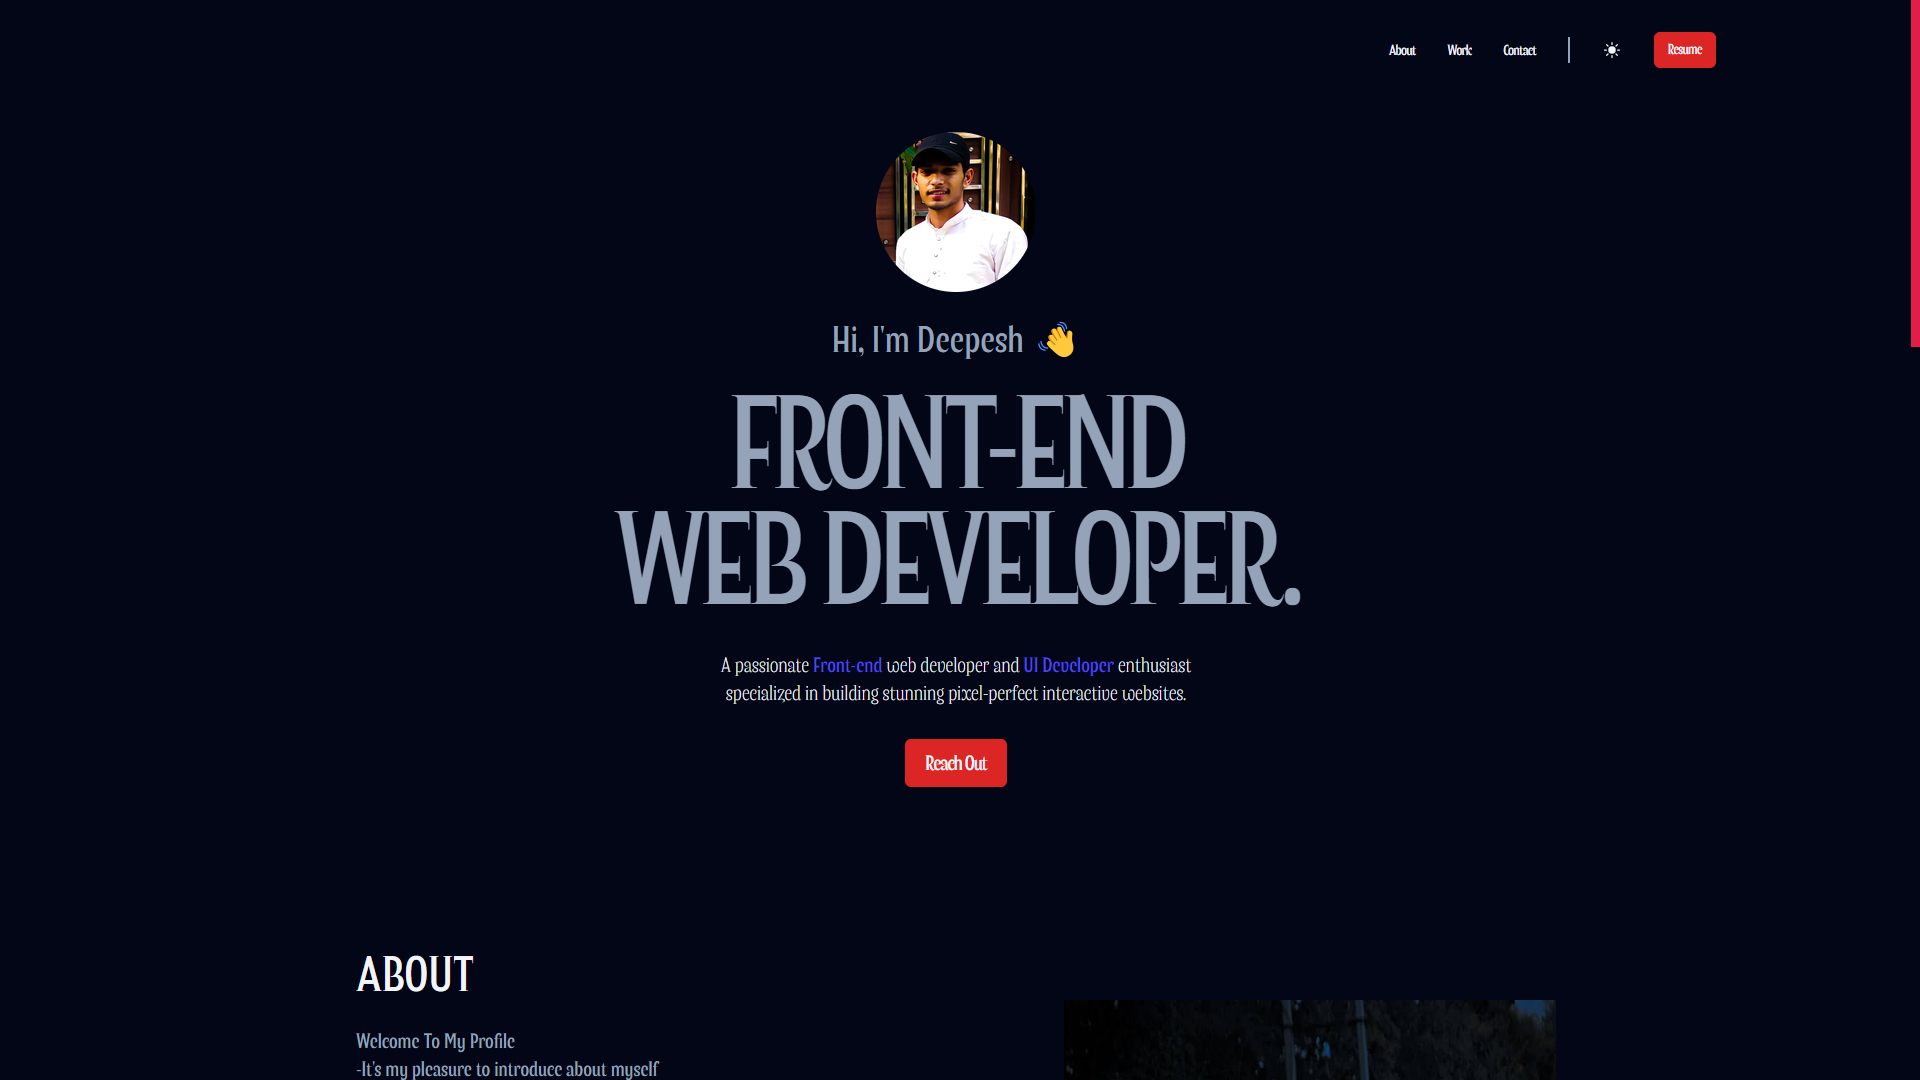 About Work Contact Resume
Hi, I'm Deepesh 👋
FRONT-END
WEB DEVELOPER.
A passionate Front-end web developer and UI Developer enthusiast
specialized in building stunning pixel-perfect interactive websites.
Reach Out
ABOUT
Welcome To My Profile
-It's my pleasure to introduce about myself